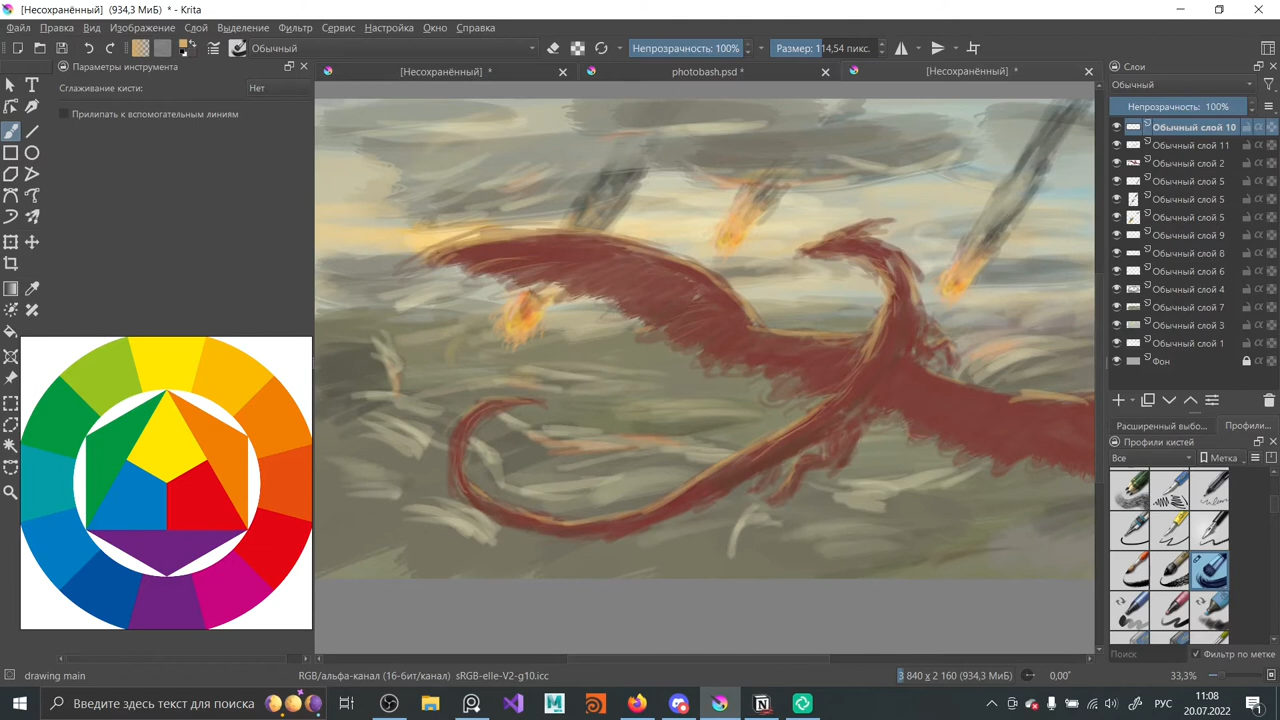 [Несохранённый] (934,3 МиБ) * - Krita
Файл Правка Вид Изображение Слой Выделение Фильтр Сервис Настройка Окно Справка
Обычный Непрозрачность: 100% Размер: 114,54 пикс.
Параметры инструмента
[Несохранённый] * photobash.psd * [Несохранённый] *
Слои
Сглаживание кисти: Нет
Прилипать к вспомогательным линиям
Обычный
Непрозрачность: 100%
Обычный слой 10
Обычный слой 11
Обычный слой 2
Обычный слой 5
Обычный слой 5
Обычный слой 5
Обычный слой 9
Обычный слой 8
Обычный слой 6
Обычный слой 4
Обычный слой 7
Обычный слой 3
Обычный слой 1
Фон
Расширенный выбо... Профили...
Профили кистей
Все Метка
Поиск Фильтр по метке
drawing main RGB/альфа-канал (16-бит/канал) sRGB-elle-V2-g10.icc 3 840 x 2 160 (934,3 МиБ) 0,00° 33,3%
Введите здесь текст для поиска
11:08
20.07.2022